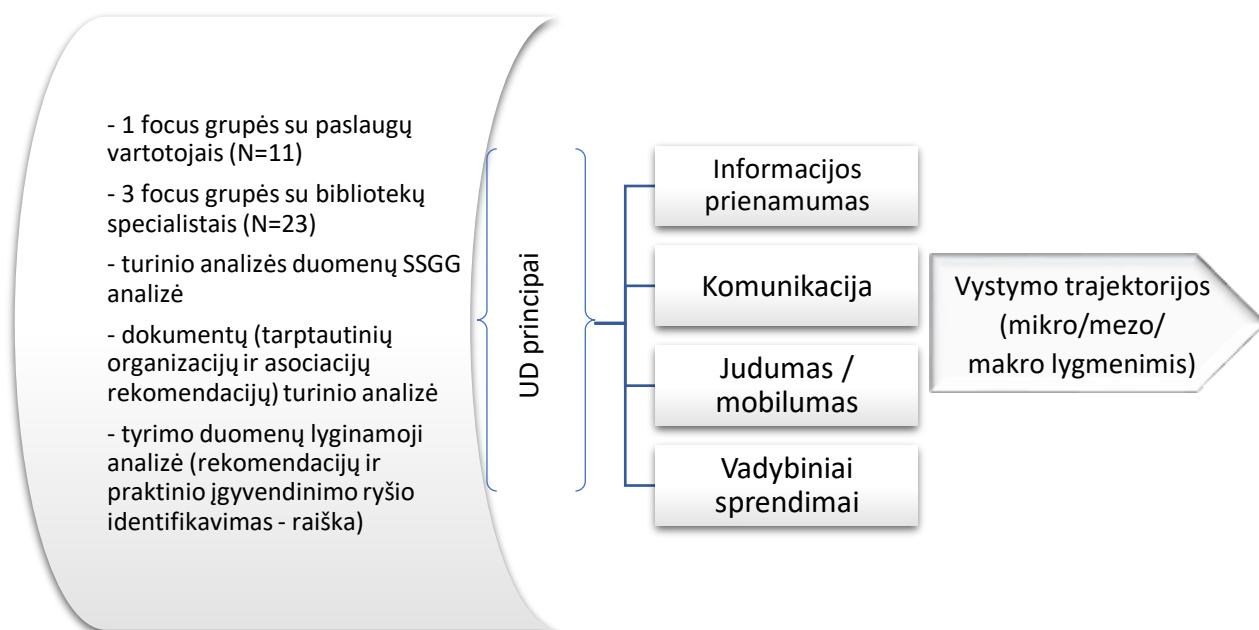 - 1 focus grupės su paslaugų
vartotojais (N=11)
- 3 focus grupės su bibliotekų
specialistais (N=23)
- turinio analizės duomenų SSGG
analizė
- dokumentų (tarptautinių
organizacijų ir asociacijų
rekomendacijų) turinio analizė
- tyrimo duomenų lyginamoji
analizė (rekomendacijų ir
praktinio įgyvendinimo ryšio
identifikavimas - raiška)
UD principai
Informacijos
prienamumas
Komunikacija
Judumas /
mobilumas
Vadybiniai
sprendimai
Vystymo trajektorijos
(mikro/mezo/
makro lygmenimis)